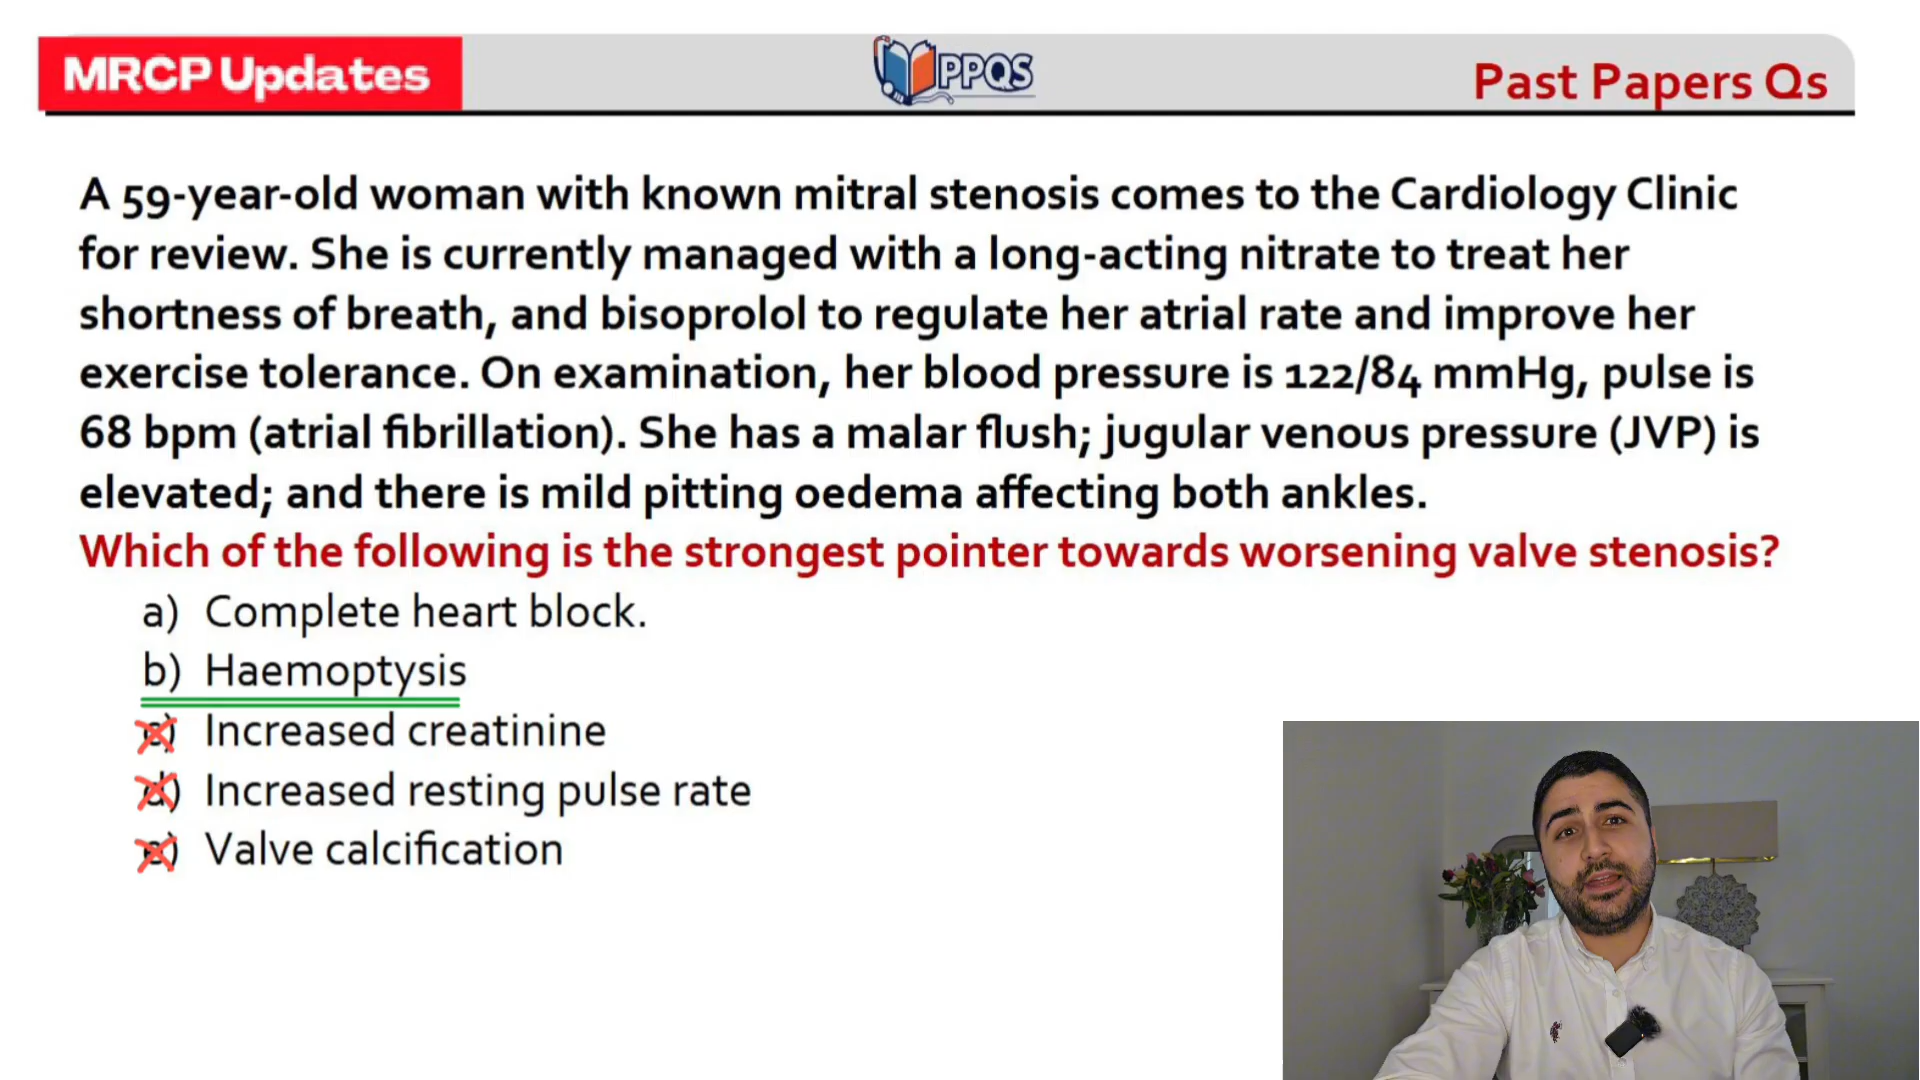 MRCP Updates
PPQS
Past Papers Qs
A 59-year-old woman with known mitral stenosis comes to the Cardiology Clinic
for review. She is currently managed with a long-acting nitrate to treat her
shortness of breath, and bisoprolol to regulate her atrial rate and improve her
exercise tolerance. On examination, her blood pressure is 122/84 mmHg, pulse is
68 bpm (atrial fibrillation). She has a malar flush; jugular venous pressure (JVP) is
elevated; and there is mild pitting oedema affecting both ankles.
Which of the following is the strongest pointer towards worsening valve stenosis?
a) Complete heart block.
b) Haemoptysis
c) Increased creatinine
d) Increased resting pulse rate
e) Valve calcification